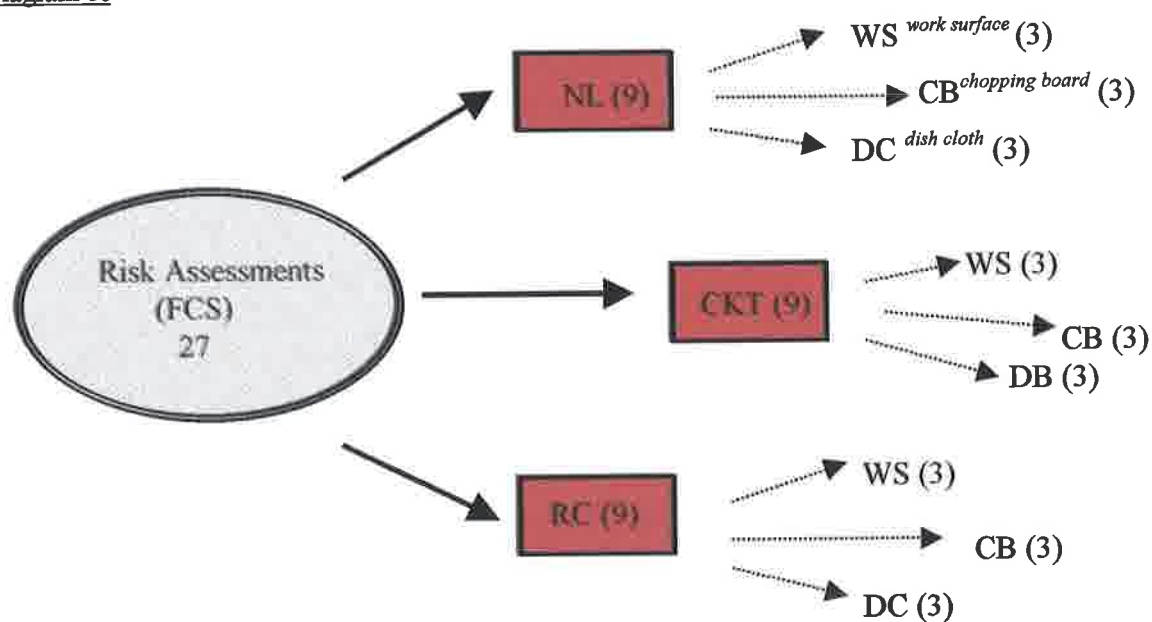 WS work surface (3)
NL (9)
CB chopping board (3)
DC dish cloth (3)
Risk Assessments
(FCS)
27
WS (3)
CKT (9)
CB (3)
DB (3)
WS (3)
RC (9)
CB (3)
DC (3)